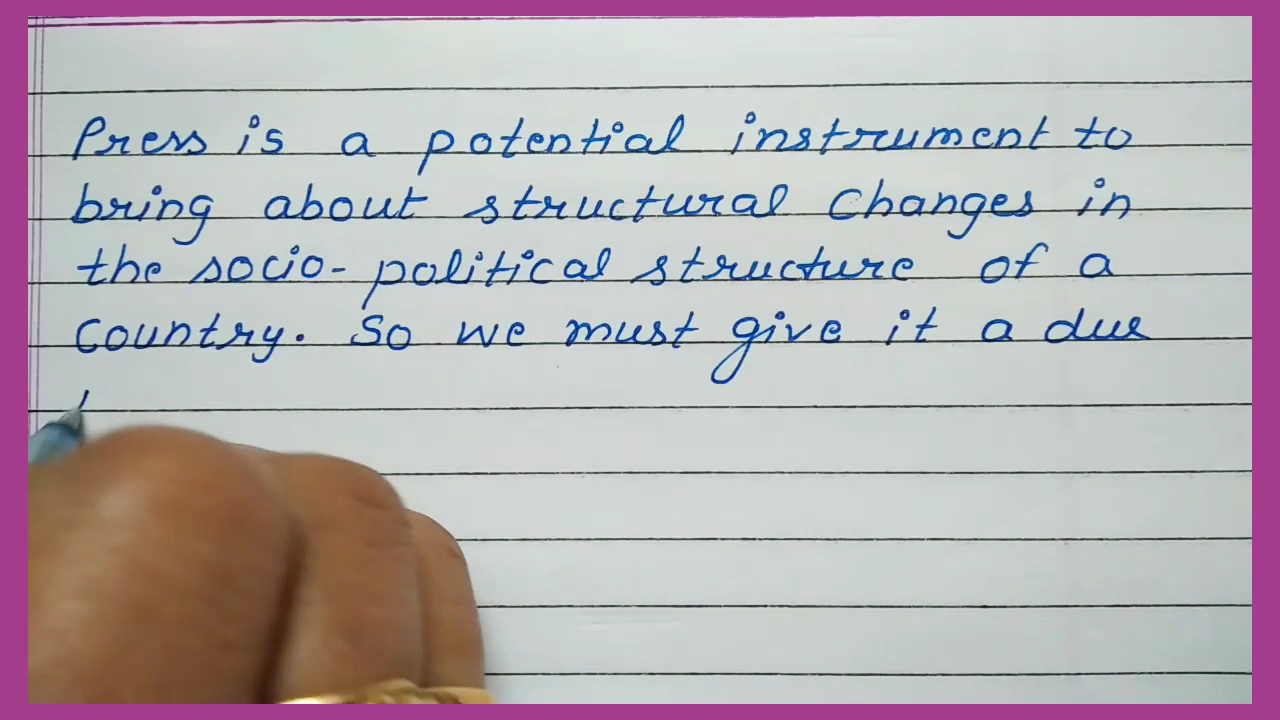 Press is a potential instrument to
bring about structural changes in
the socio-political structure of a
country. So we must give it a due